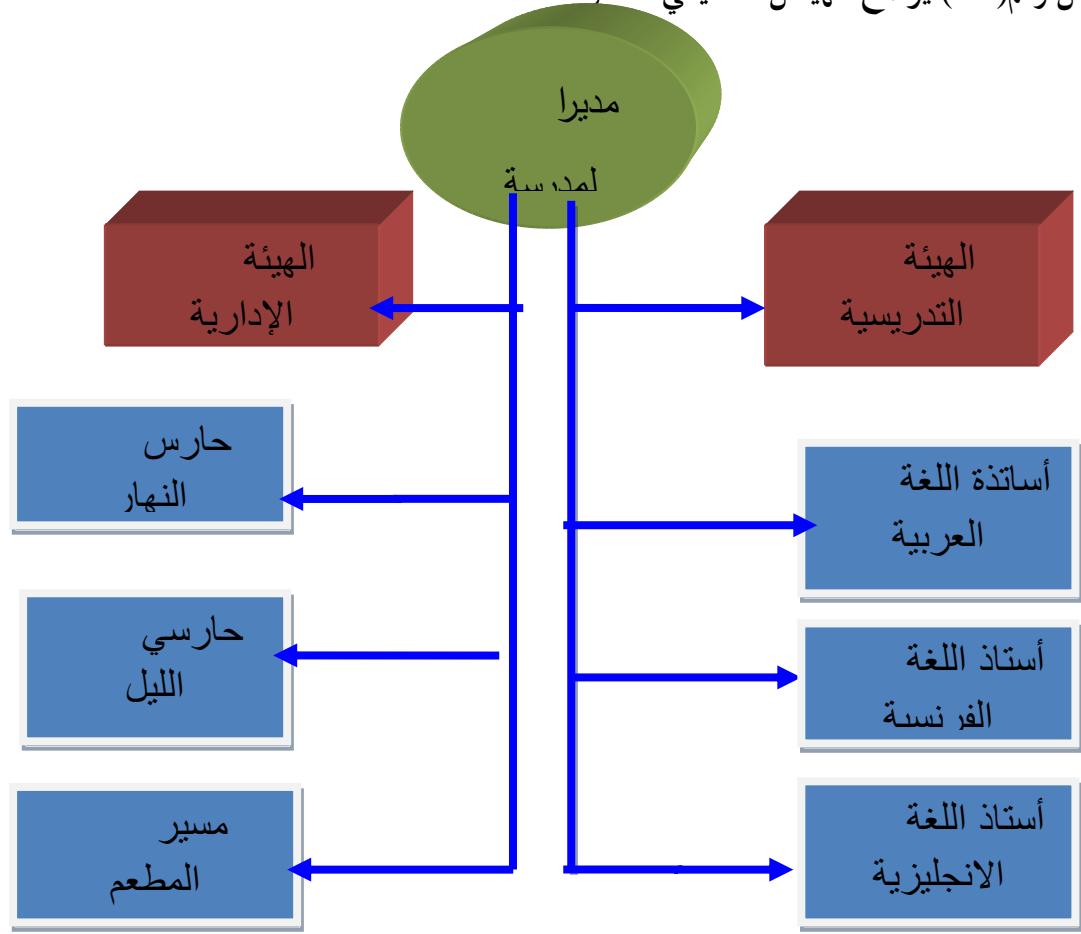 مديرا
لمدرسة
الهيئة
التدريسية
الهيئة
الإدارية
أساتذة اللغة
العربية
أستاذ اللغة
الفرنسية
أستاذ اللغة
الانجليزية
حارس
النهار
حارسي
الليل
مسير
المطعم